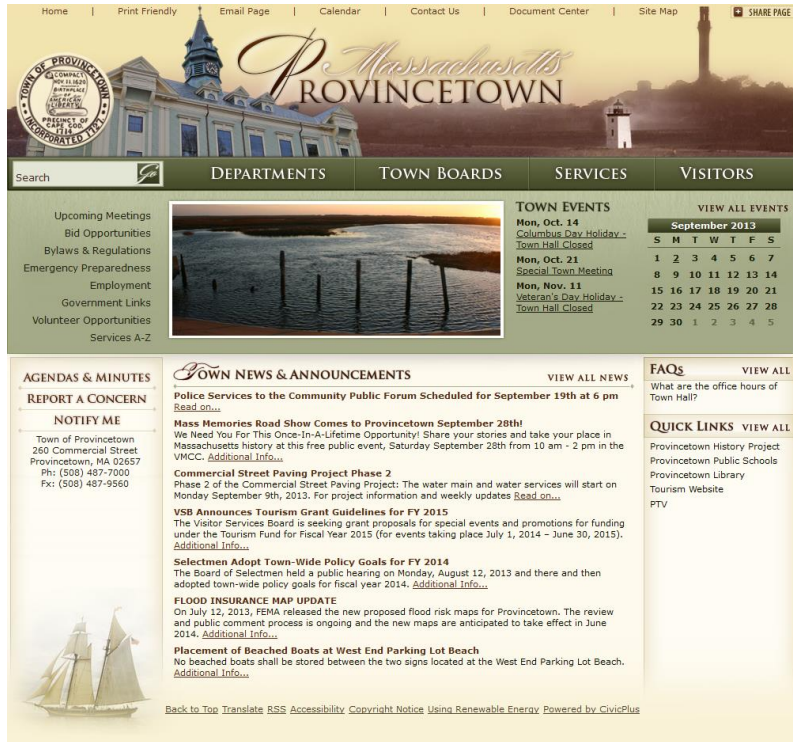 Home | Print Friendly | Email Page | Calendar | Contact Us | Document Center | Site Map
SHARE PAGE
Massachusetts
PROVINCETOWN
TOWN OF PROVINCETOWN
INCORPORATED 1727
COMPACT
NOV. 11. 1620
BIRTHPLACE
OF
AMERICAN
LIBERTY
PRECINCT OF
CAPE COD.
1714
Search
Go
DEPARTMENTS
TOWN BOARDS
SERVICES
VISITORS
Upcoming Meetings
Bid Opportunities
Bylaws & Regulations
Emergency Preparedness
Employment
Government Links
Volunteer Opportunities
Services A-Z
TOWN EVENTS
VIEW ALL EVENTS
Mon, Oct. 14
Columbus Day Holiday -
Town Hall Closed
Mon, Oct. 21
Special Town Meeting
Mon, Nov. 11
Veteran's Day Holiday -
Town Hall Closed
September 2013
S M T W T F S
1 2 3 4 5 6 7
8 9 10 11 12 13 14
15 16 17 18 19 20 21
22 23 24 25 26 27 28
29 30 1 2 3 4 5
AGENDAS & MINUTES
REPORT A CONCERN
NOTIFY ME
Town of Provincetown
260 Commercial Street
Provincetown, MA 02657
Ph: (508) 487-7000
Fx: (508) 487-9560
TOWN NEWS & ANNOUNCEMENTS
VIEW ALL NEWS
Police Services to the Community Public Forum Scheduled for September 19th at 6 pm
Read on...
Mass Memories Road Show Comes to Provincetown September 28th!
We Need You For This Once-In-A-Lifetime Opportunity! Share your stories and take your place in
Massachusetts history at this free public event, Saturday September 28th from 10 am - 2 pm in the
VMCC. Additional Info...
Commercial Street Paving Project Phase 2
Phase 2 of the Commercial Street Paving Project: The water main and water services will start on
Monday September 9th, 2013. For project information and weekly updates Read on...
VSB Announces Tourism Grant Guidelines for FY 2015
The Visitor Services Board is seeking grant proposals for special events and promotions for funding
under the Tourism Fund for Fiscal Year 2015 (for events taking place July 1, 2014 – June 30, 2015).
Additional Info...
Selectmen Adopt Town-Wide Policy Goals for FY 2014
The Board of Selectmen held a public hearing on Monday, August 12, 2013 and there and then
adopted town-wide policy goals for fiscal year 2014. Additional Info...
FLOOD INSURANCE MAP UPDATE
On July 12, 2013, FEMA released the new proposed flood risk maps for Provincetown. The review
and public comment process is ongoing and the new maps are anticipated to take effect in June
2014. Additional Info...
Placement of Beached Boats at West End Parking Lot Beach
No beached boats shall be stored between the two signs located at the West End Parking Lot Beach.
Additional Info...
FAQS
VIEW ALL
What are the office hours of
Town Hall?
QUICK LINKS
VIEW ALL
Provincetown History Project
Provincetown Public Schools
Provincetown Library
Tourism Website
PTV
Back to Top Translate RSS Accessibility Copyright Notice Using Renewable Energy Powered by CivicPlus